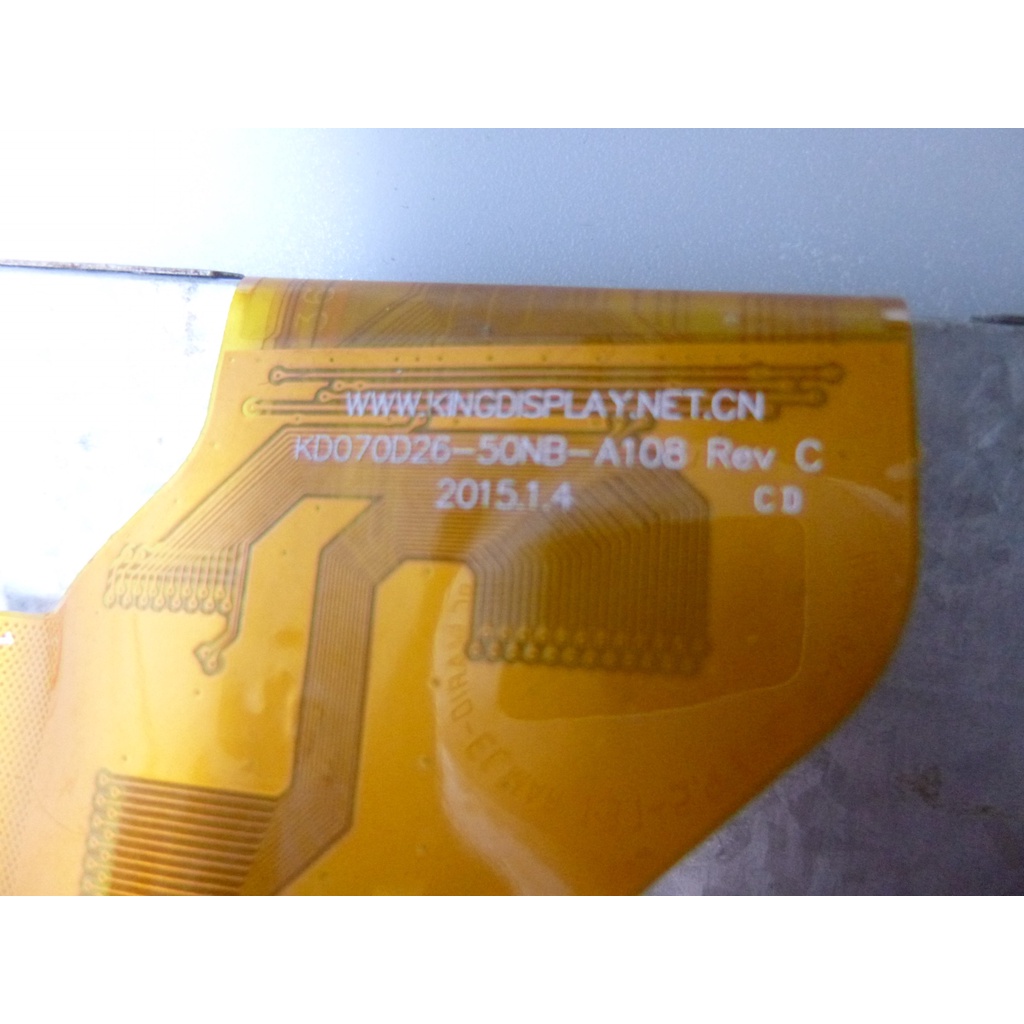 WWW.KINGDISPLAY.NET.CN
KD070D26-50NB-A108 Rev C
2015.1.4 CD